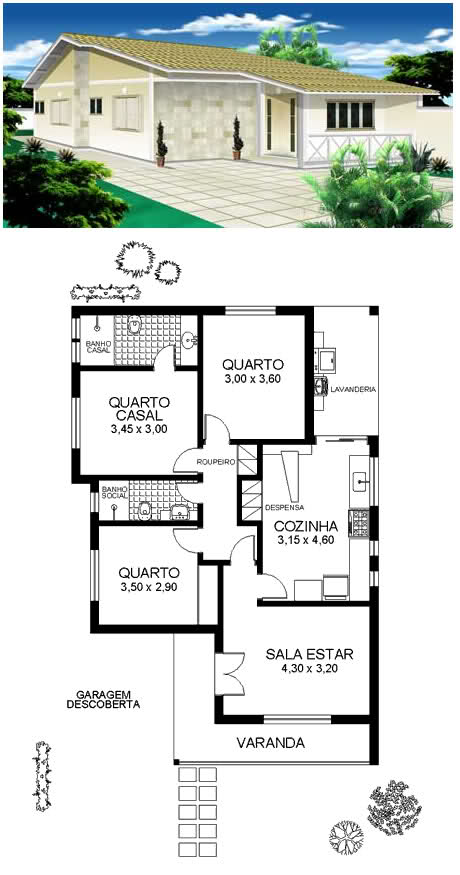 BANHO
CASAL
QUARTO
3,00 x 3,60
LAVANDERIA
QUARTO
CASAL
3,45 x 3,00
ROUPEIRO
BANHO
SOCIAL
DESPENSA
COZINHA
3,15 x 4,60
QUARTO
3,50 x 2,90
SALA ESTAR
4,30 x 3,20
GARAGEM
DESCOBERTA
VARANDA